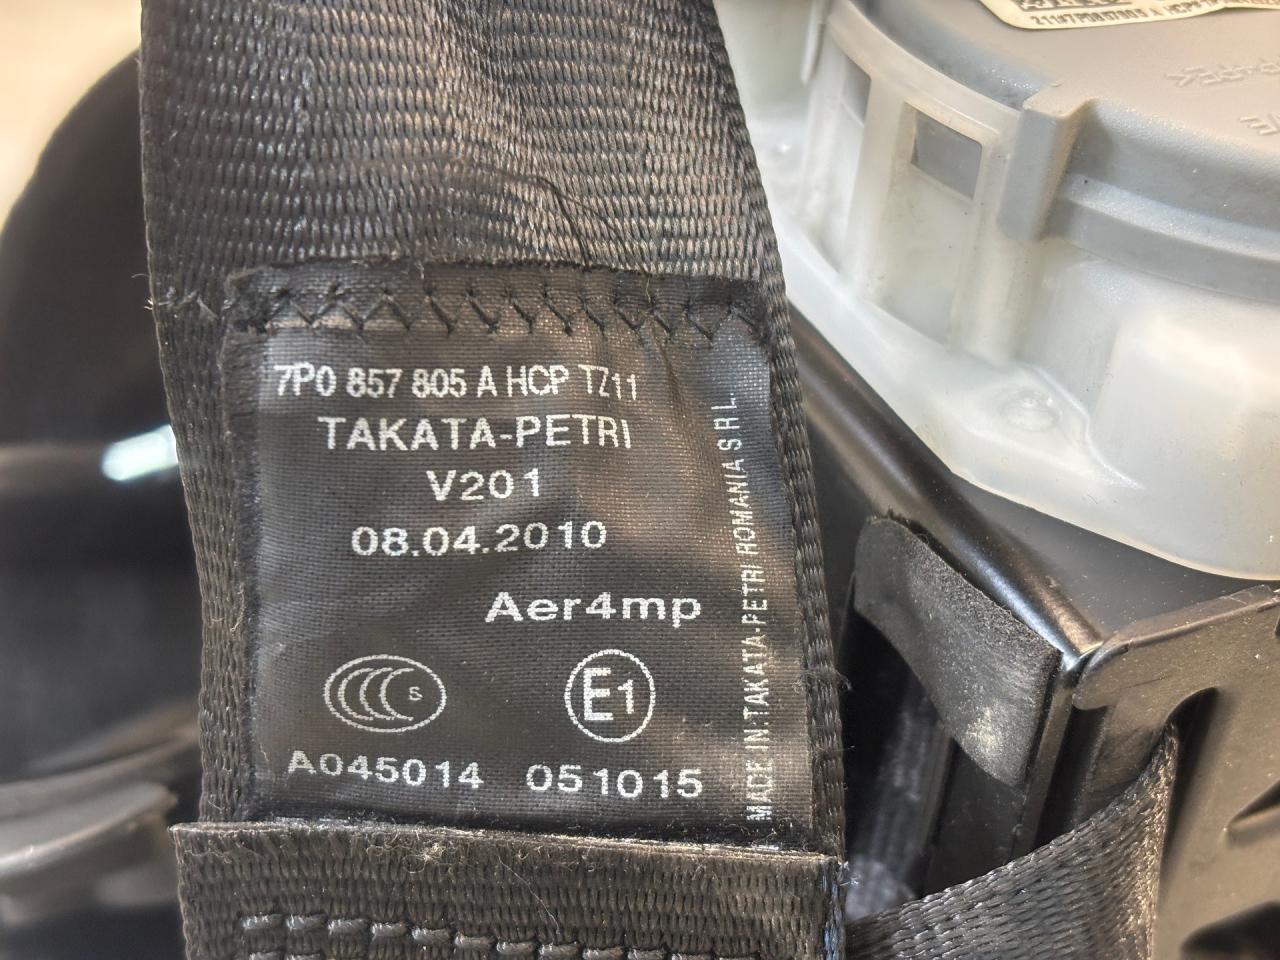 7P0 857 805 A HCP TZ11
TAKATA-PETRI
V201
08.04.2010
Aer4mp
CCC S
E1
A045014 051015
MADE IN: TAKATA-PETRI ROMANIA S R L